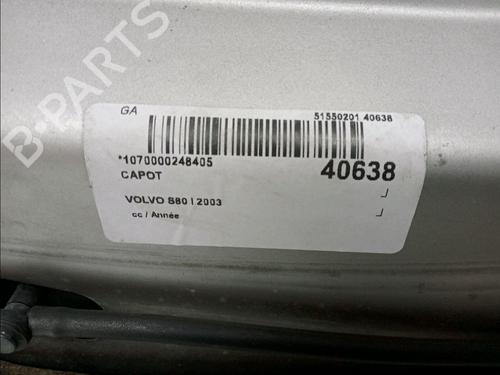 B-PARTS
GA
51550201 40638
*1070000248405
40638
CAPOT
VOLVO S80 I 2003
cc / Année